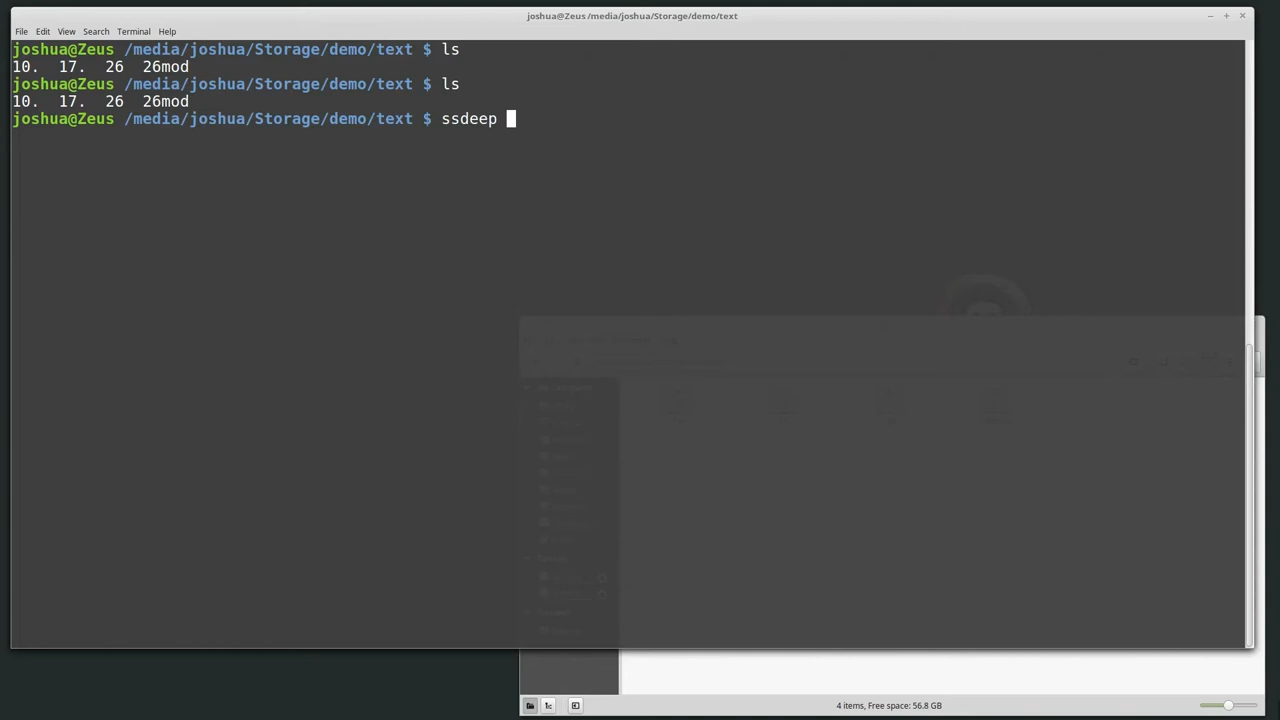 joshua@Zeus /media/joshua/Storage/demo/text
File Edit View Search Terminal Help
joshua@Zeus /media/joshua/Storage/demo/text $ ls
10. 17. 26 26mod
joshua@Zeus /media/joshua/Storage/demo/text $ ls
10. 17. 26 26mod
joshua@Zeus /media/joshua/Storage/demo/text $ ssdeep
4 items, Free space: 56.8 GB